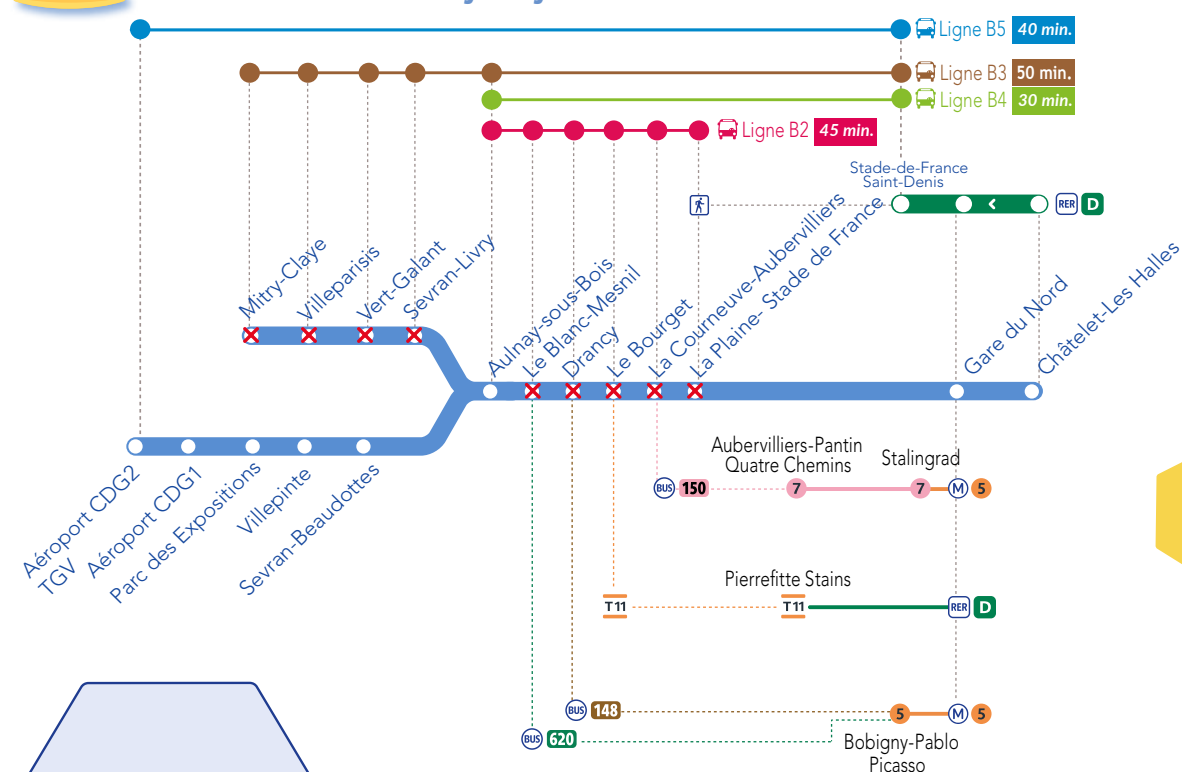 Ligne B5 40 min.
Ligne B3 50 min.
Ligne B4 30 min.
Ligne B2 45 min.
Stade-de-France
Saint-Denis
RER D
Mitry-Claye
Villeparisis
Vert-Galant
Sevran-Livry
Aulnay-sous-Bois
Le Blanc-Mesnil
Drancy
Le Bourget
La Courneuve-Aubervilliers
La Plaine- Stade de France
Gare du Nord
Châtelet-Les Halles
Aéroport CDG2
TGV
Aéroport CDG1
Parc des Expositions
Villepinte
Sevran-Beaudottes
Aubervilliers-Pantin
Quatre Chemins
Stalingrad
BUS 150 7 7 M 5
Pierrefitte Stains
T11 T11 RER D
BUS 148 5 M 5
BUS 620
Bobigny-Pablo
Picasso